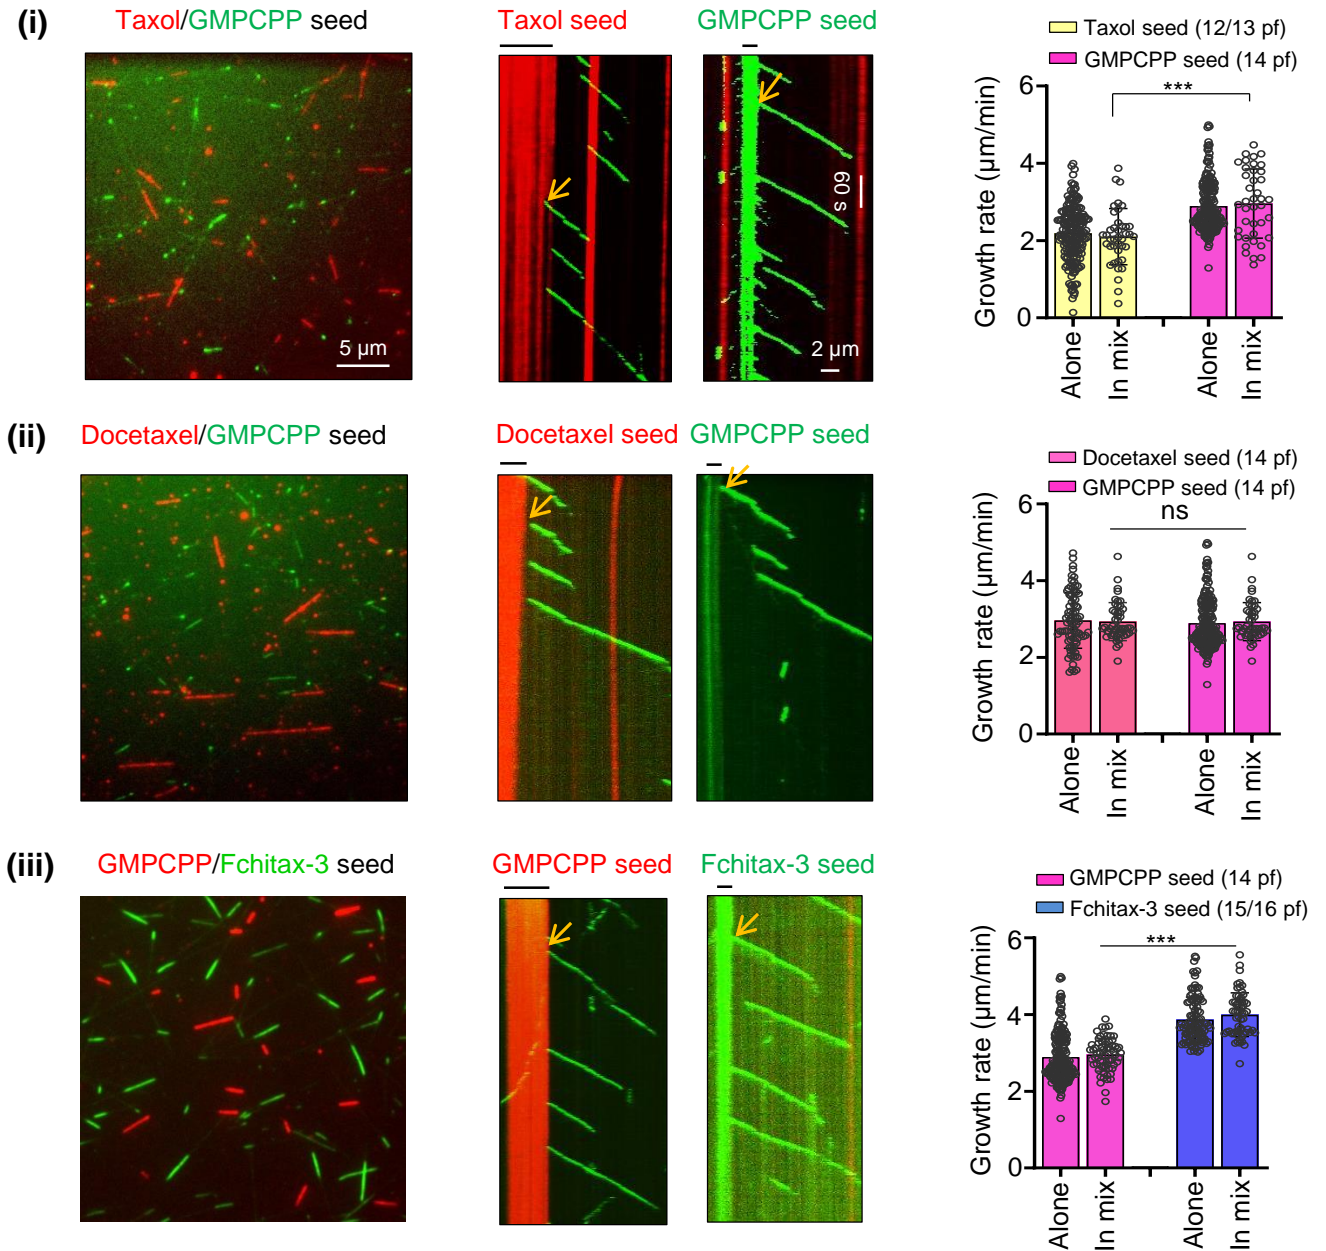 (i)
Taxol/GMPCPP seed
5 µm
Taxol seed
GMPCPP seed
60 s
2 µm
Taxol seed (12/13 pf)
GMPCPP seed (14 pf)
***
Growth rate (µm/min)
6
4
2
0
Alone
In mix
Alone
In mix
(ii)
Docetaxel/GMPCPP seed
Docetaxel seed
GMPCPP seed
Docetaxel seed (14 pf)
GMPCPP seed (14 pf)
ns
Growth rate (µm/min)
6
4
2
0
Alone
In mix
Alone
In mix
(iii)
GMPCPP/Fchitax-3 seed
GMPCPP seed
Fchitax-3 seed
GMPCPP seed (14 pf)
Fchitax-3 seed (15/16 pf)
***
Growth rate (µm/min)
6
4
2
0
Alone
In mix
Alone
In mix